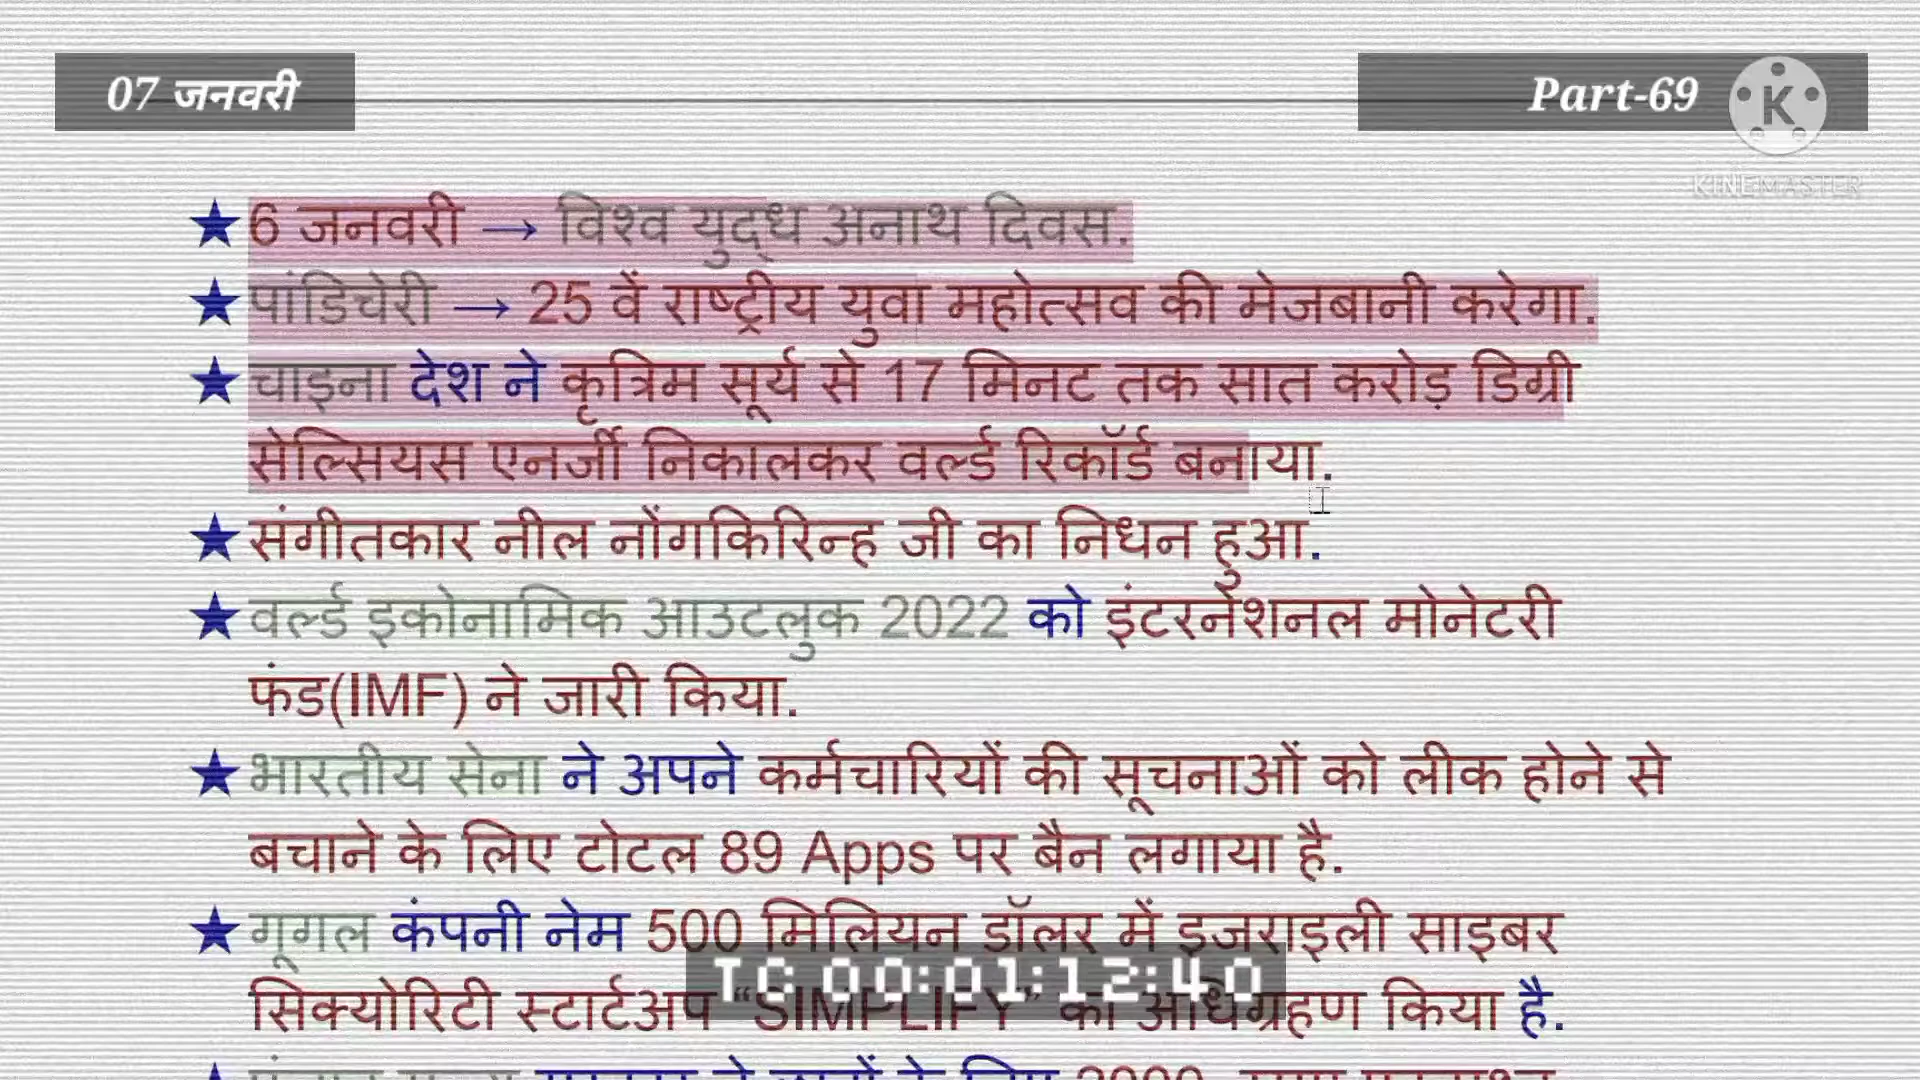 07 जनवरी
Part-69
K
KINEMASTER
★6 जनवरी → विश्व युद्ध अनाथ दिवस.
★पांडिचेरी → 25 वें राष्ट्रीय युवा महोत्सव की मेजबानी करेगा.
★चाइना देश ने कृत्रिम सूर्य से 17 मिनट तक सात करोड़ डिग्री
सेल्सियस एनर्जी निकालकर वर्ल्ड रिकॉर्ड बनाया.
★संगीतकार नील नोंगकिरिन्ह जी का निधन हुआ.
★वर्ल्ड इकोनामिक आउटलुक 2022 को इंटरनेशनल मोनेटरी
फंड(IMF) ने जारी किया.
★भारतीय सेना ने अपने कर्मचारियों की सूचनाओं को लीक होने से
बचाने के लिए टोटल 89 Apps पर बैन लगाया है.
★गूगल कंपनी नेम 500 मिलियन डॉलर में इजराइली साइबर
सिक्योरिटी स्टार्टअप “SIMPLIFY” का अधिग्रहण किया है.
TC 00:01:12:40